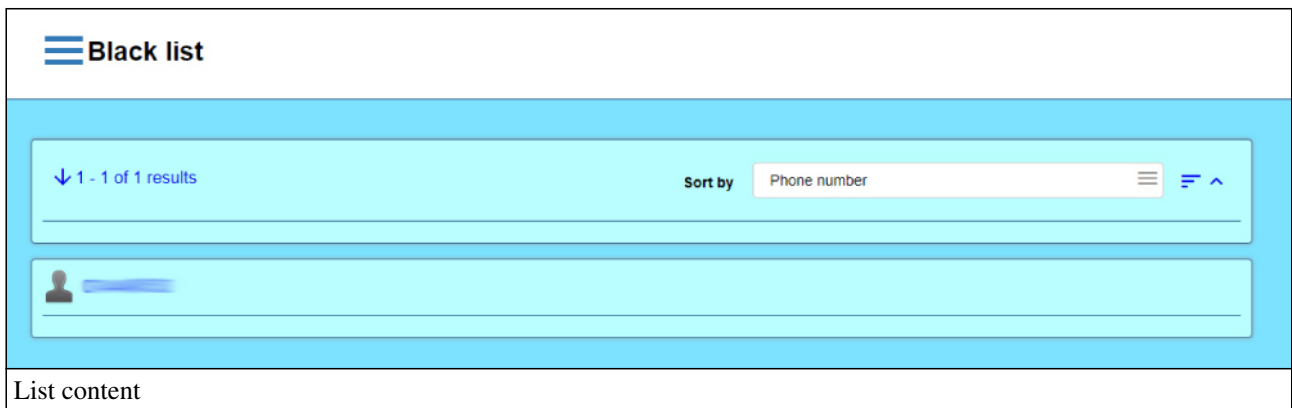 Black list
1 - 1 of 1 results
Sort by
Phone number
List content